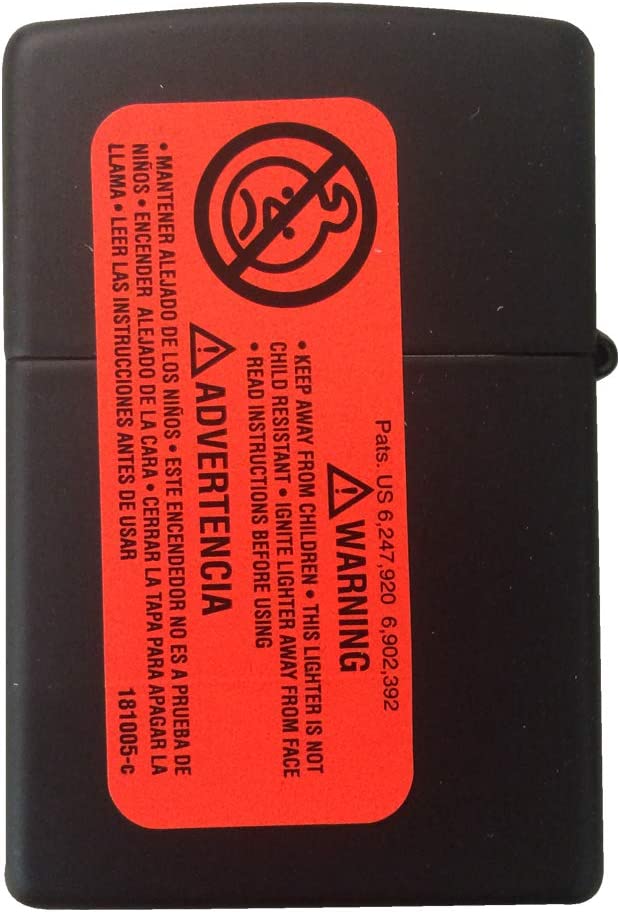 Pats. US 6,247,920 6,902,392
⚠ WARNING
• KEEP AWAY FROM CHILDREN • THIS LIGHTER IS NOT
CHILD RESISTANT • IGNITE LIGHTER AWAY FROM FACE
• READ INSTRUCTIONS BEFORE USING
⚠ ADVERTENCIA
• MANTENER ALEJADO DE LOS NIÑOS • ESTE ENCENDEDOR NO ES A PRUEBA DE
NIÑOS • ENCENDER ALEJADO DE LA CARA • CERRAR LA TAPA PARA APAGAR LA
LLAMA • LEER LAS INSTRUCCIONES ANTES DE USAR
181005-c